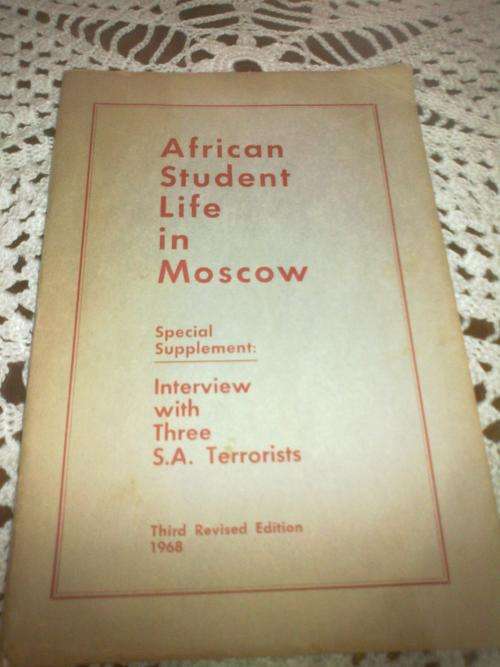 African
Student
Life
in
Moscow
Special
Supplement:
Interview
with
Three
S.A. Terrorists
Third Revised Edition
1968